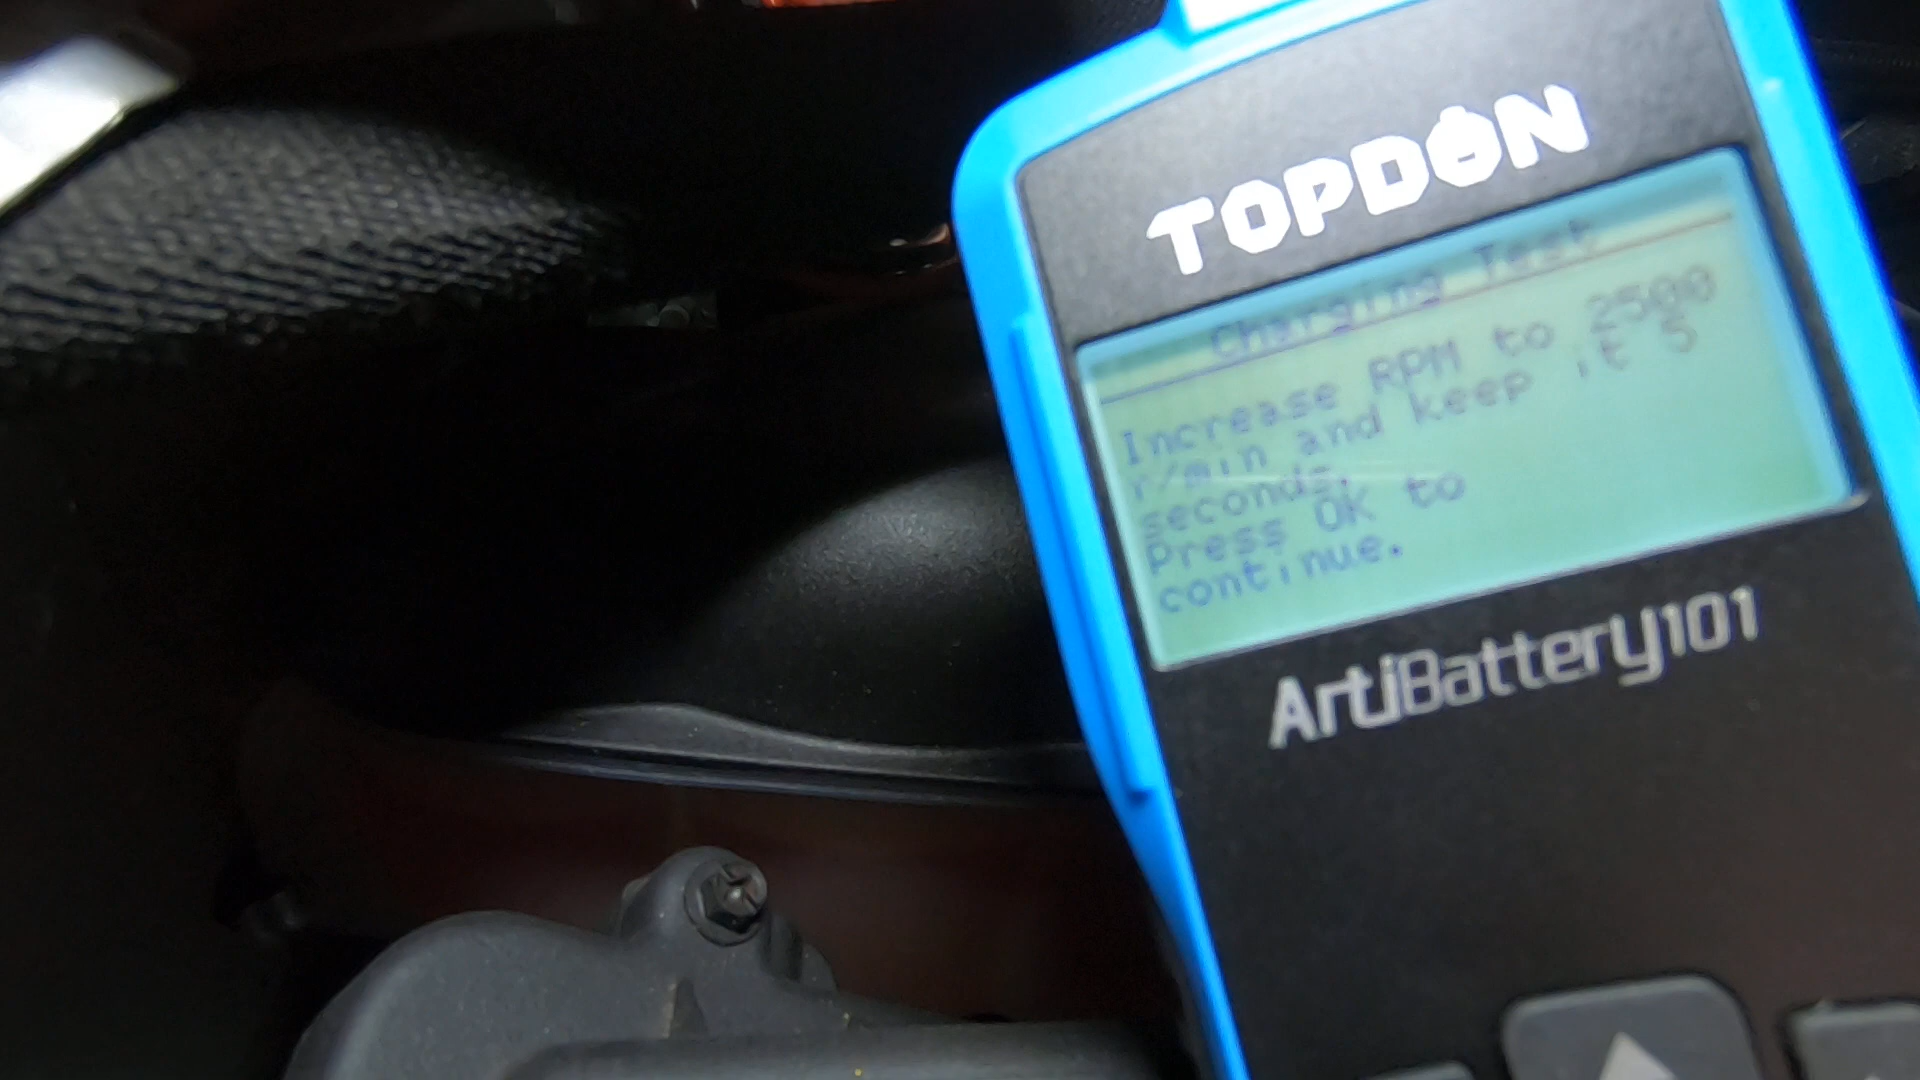 TOPDON
Charging Test
Increase RPM to 2500
r/min and keep it 5
seconds.
Press OK to
continue.
ArtiBattery101